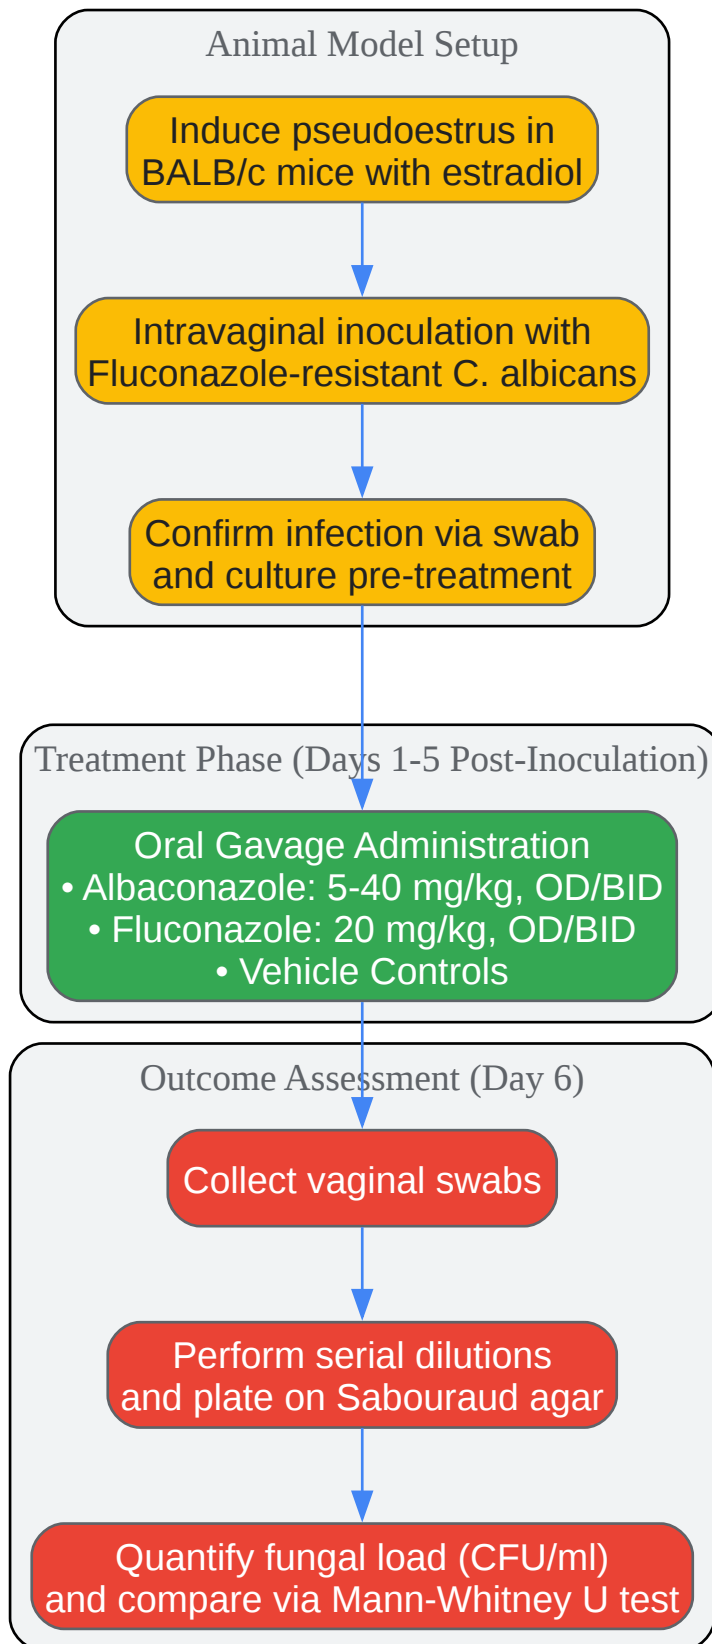 Animal Model Setup
Induce pseudoestrus in
BALB/c mice with estradiol
Intravaginal inoculation with
Fluconazole-resistant C. albicans
Confirm infection via swab
and culture pre-treatment
Treatment Phase (Days 1-5 Post-Inoculation)
Oral Gavage Administration
• Albaconazole: 5-40 mg/kg, OD/BID
• Fluconazole: 20 mg/kg, OD/BID
• Vehicle Controls
Outcome Assessment (Day 6)
Collect vaginal swabs
Perform serial dilutions
and plate on Sabouraud agar
Quantify fungal load (CFU/ml)
and compare via Mann-Whitney U test